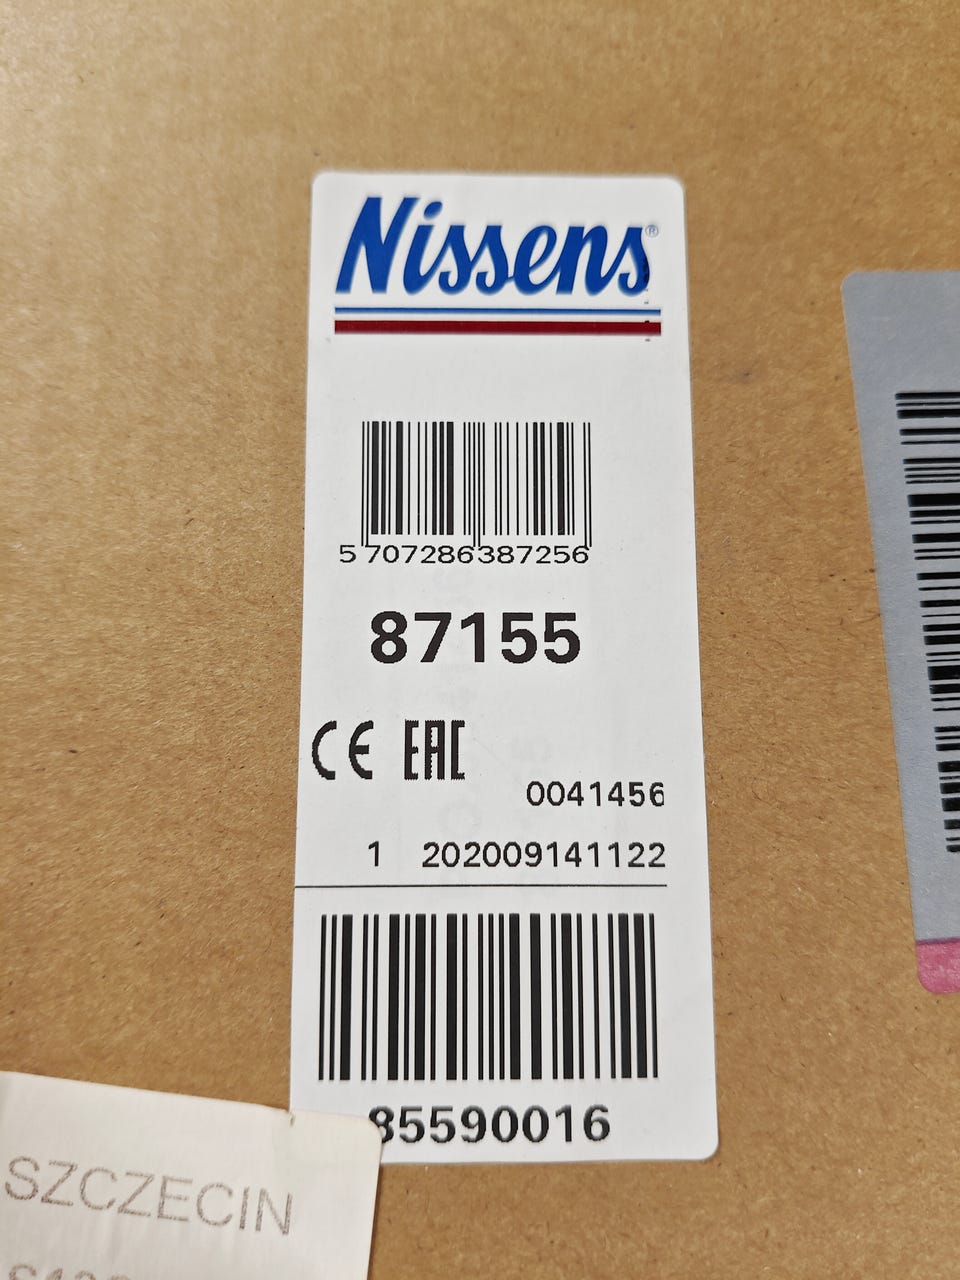 Nissens®
5 707286 387256
87155
CE EAC
0041456
1 202009141122
85590016
SZCZECIN